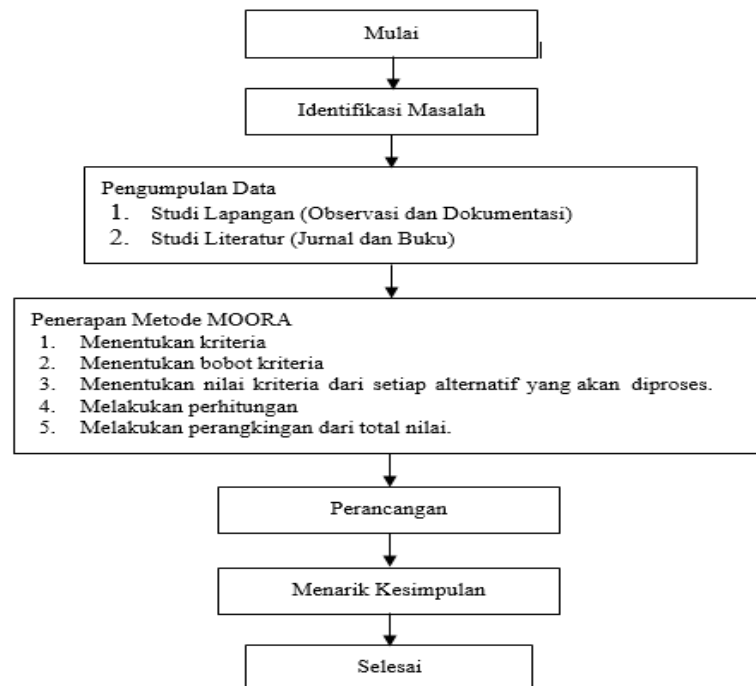 Mulai
Identifikasi Masalah
Pengumpulan Data
1. Studi Lapangan (Observasi dan Dokumentasi)
2. Studi Literatur (Jurnal dan Buku)
Penerapan Metode MOORA
1. Menentukan kriteria
2. Menentukan bobot kriteria
3. Menentukan nilai kriteria dari setiap alternatif yang akan diproses.
4. Melakukan perhitungan
5. Melakukan perangkingan dari total nilai.
Perancangan
Menarik Kesimpulan
Selesai